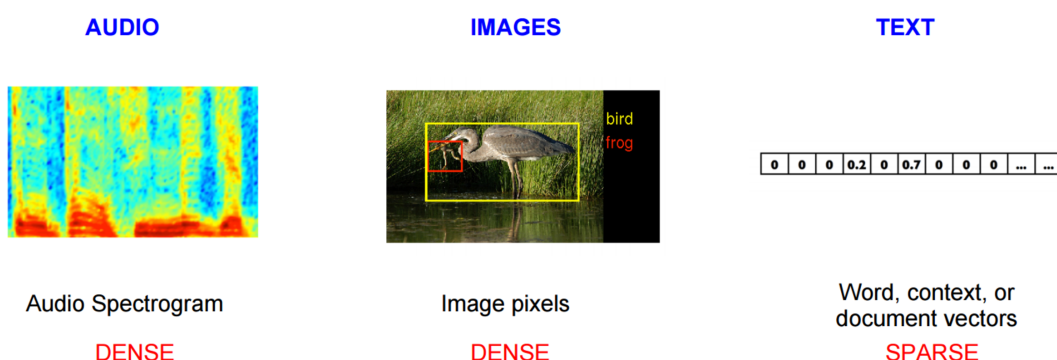 AUDIO
IMAGES
TEXT
bird
frog
0 0 0 0.2 0 0.7 0 0 0 ... ...
Audio Spectrogram
Image pixels
Word, context, or
document vectors
DENSE
DENSE
SPARSE